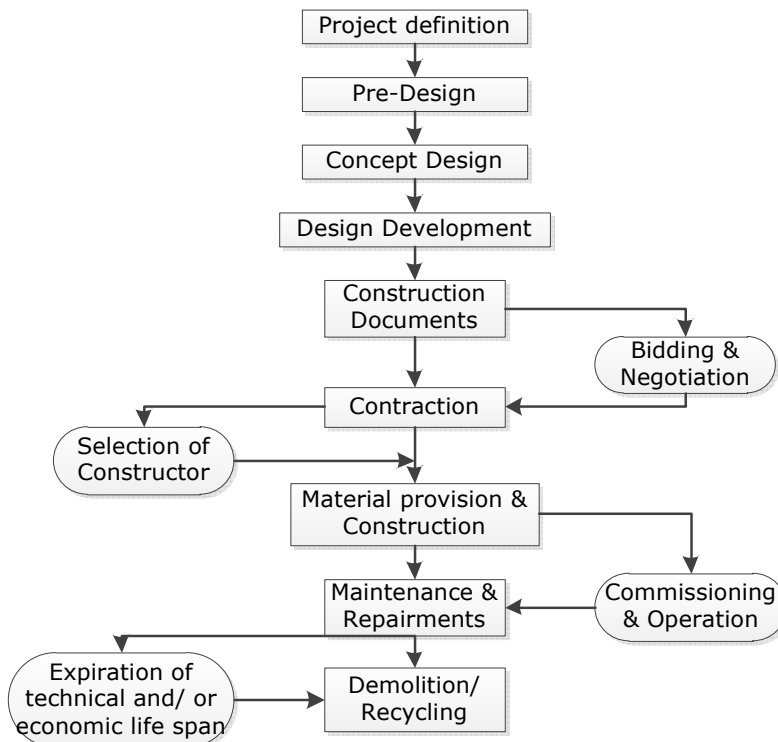 Project definition
Pre-Design
Concept Design
Design Development
Construction
Documents
Bidding &
Negotiation
Contraction
Selection of
Constructor
Material provision &
Construction
Maintenance &
Repairments
Commissioning
& Operation
Expiration of
technical and/ or
economic life span
Demolition/
Recycling